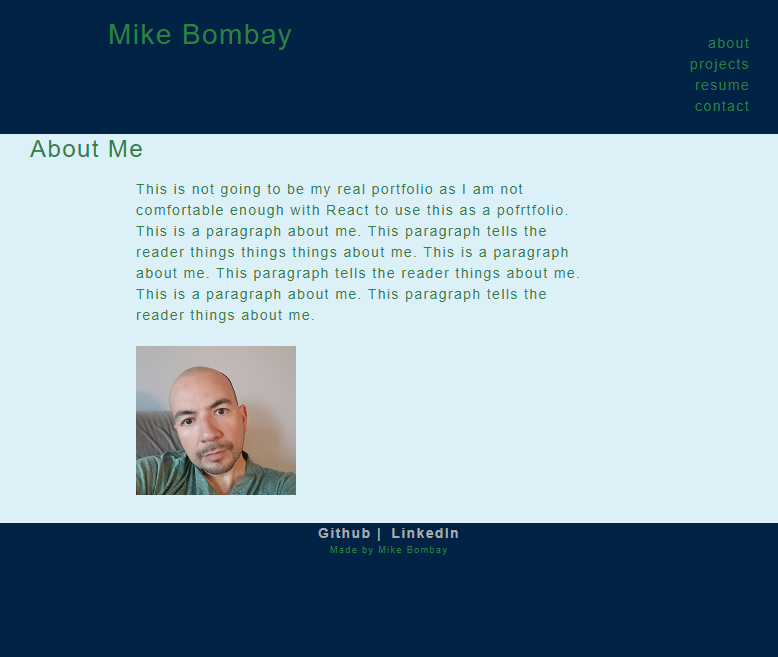 Mike Bombay
about
projects
resume
contact
About Me
This is not going to be my real portfolio as I am not
comfortable enough with React to use this as a pofrtfolio.
This is a paragraph about me. This paragraph tells the
reader things things things about me. This is a paragraph
about me. This paragraph tells the reader things about me.
This is a paragraph about me. This paragraph tells the
reader things about me.
Github | LinkedIn
Made by Mike Bombay